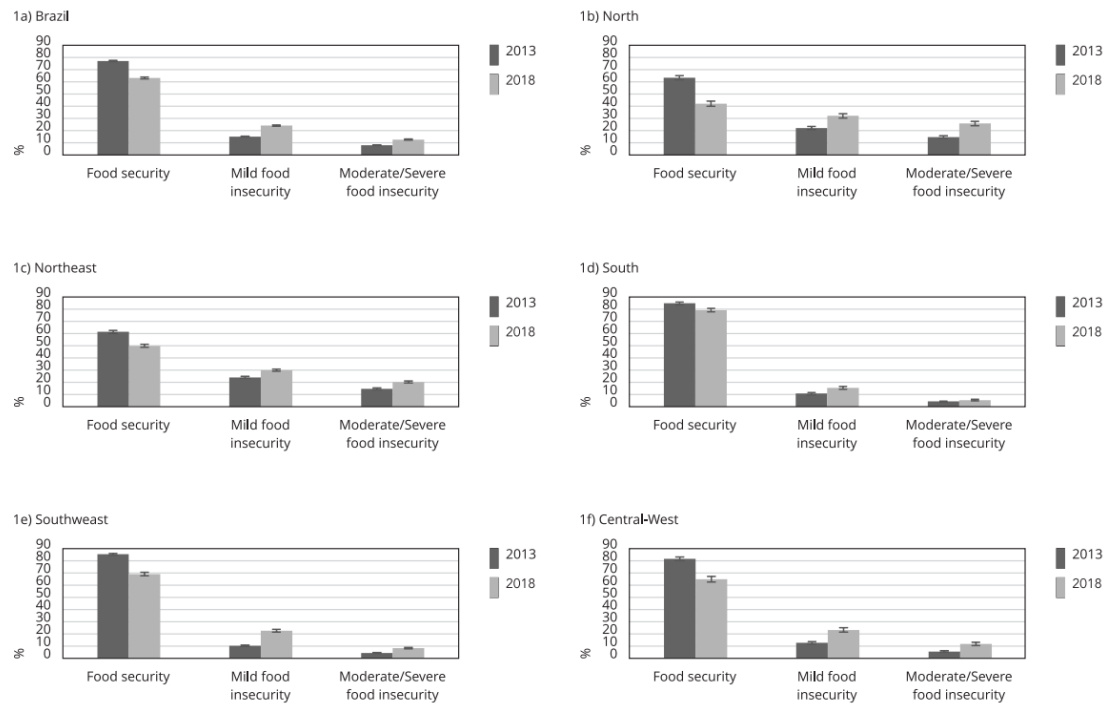 1a) Brazil
%
90
80
70
60
50
40
30
20
10
0
Food security
Mild food
insecurity
Moderate/Severe
food insecurity
2013
2018
1b) North
%
90
80
70
60
50
40
30
20
10
0
Food security
Mild food
insecurity
Moderate/Severe
food insecurity
2013
2018
1c) Northeast
%
90
80
70
60
50
40
30
20
10
0
Food security
Mild food
insecurity
Moderate/Severe
food insecurity
2013
2018
1d) South
%
90
80
70
60
50
40
30
20
10
0
Food security
Mild food
insecurity
Moderate/Severe
food insecurity
2013
2018
1e) Southweast
%
90
80
70
60
50
40
30
20
10
0
Food security
Mild food
insecurity
Moderate/Severe
food insecurity
2013
2018
1f) Central-West
%
90
80
70
60
50
40
30
20
10
0
Food security
Mild food
insecurity
Moderate/Severe
food insecurity
2013
2018